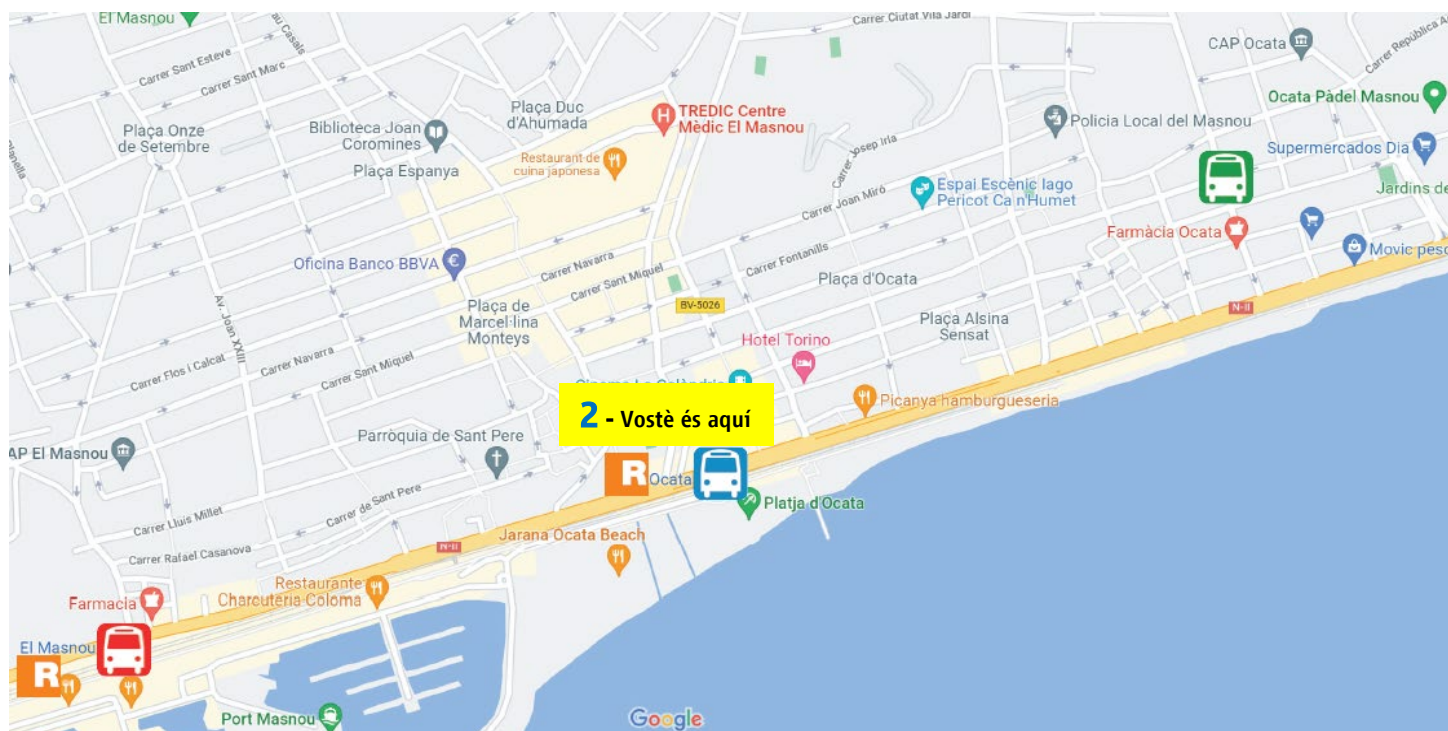 El Masnou
Carrer Ciutat Vila Jardí
CAP Ocata
Carrer República A
Casals
Carrer Sant Esteve
Carrer Sant Marc
Plaça Onze
de Setembre
Biblioteca Joan
Coromines
Plaça Espanya
Plaça Duc
d'Ahumada
H
TREDIC Centre
Mèdic El Masnou
Restaurant de
cuina japonesa
Carrer Josep Iria
Policia Local del Masnou
Ocata Pàdel Masnou
Supermercados Dia
Jardins de
Espai Escènic Iago
Pericot Ca n'Humet
Carrer Joan Miró
Farmàcia Ocata
Movic pesc
Oficina Banco BBVA
€
Carrer Navarra
Carrer Sant Miquel
Carrer Fontanills
Plaça d'Ocata
BV-5026
N-II
Plaça de
Marcel·lina
Monteys
Av. Joan XXIII
Plaça Alsina
Sensat
Hotel Torino
Carrer Flos i Calcat
Carrer Navarra
Carrer Sant Miquel
Picanya hamburgueseria
2 - Vostè és aquí
Parròquia de Sant Pere
AP El Masnou
R
Ocata
Platja d'Ocata
Carrer de Sant Pere
Carrer Lluis Millet
Carrer Rafael Casanova
N-II
Jarana Ocata Beach
Restaurante
Charcuteria Coloma
Farmacia
El Masnou
R
Port Masnou
Google